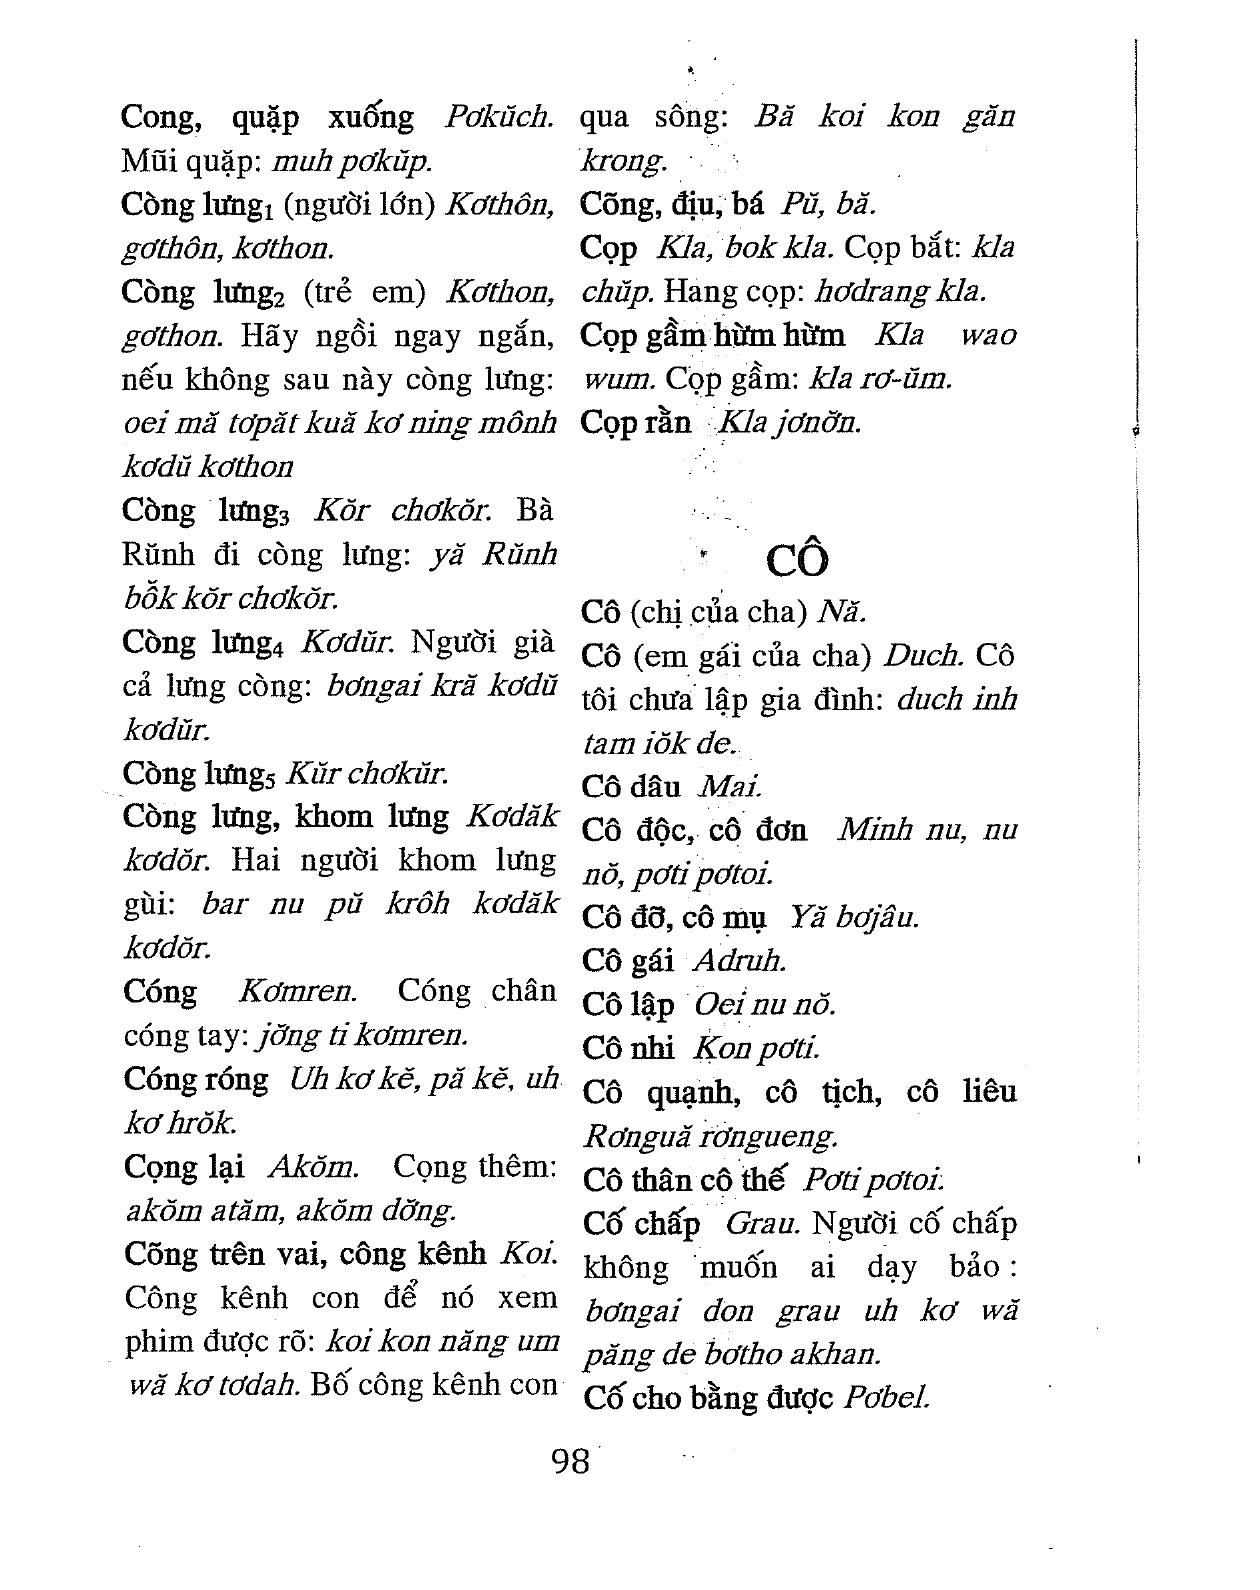 Cong, quặp xuống Pơkŭch.
Mũi quặp: muh pơkŭp.
Còng lưng₁ (người lớn) Kơthôn,
gơthôn, kơthon.
Còng lưng₂ (trẻ em) Kơthon,
gơthon. Hãy ngồi ngay ngắn,
nếu không sau này còng lưng:
oei mă tơpăt kuă kơ ning mônh
kơdŭ kơthon
Còng lưng₃ Kŏr chơkŏr. Bà
Rŭnh đi còng lưng: yă Rŭnh
bô̆k kŏr chơkŏr.
Còng lưng₄ Kơdŭr. Người già
cả lưng còng: bơngai kră kơdŭ
kơdŭr.
Còng lưng₅ Kŭr chơkŭr.
Còng lưng, khom lưng Kơdăk
kơdŏr. Hai người khom lưng
gùi: bar nu pŭ krôh kơdăk
kơdŏr.
Cóng Kơmren. Cóng chân
cóng tay: jơ̆ng ti kơmren.
Cóng róng Uh kơ kĕ, pă kĕ, uh
kơ hrŏk.
Cọng lại Akŏm. Cọng thêm:
akŏm atăm, akŏm dơ̆ng.
Cõng trên vai, công kênh Koi.
Công kênh con để nó xem
phim được rõ: koi kon năng um
wă kơ tơdah. Bố công kênh con
qua sông: Bă koi kon găn
krong.
Cõng, địu, bá Pŭ, bă.
Cọp Kla, bok kla. Cọp bắt: kla
chŭp. Hang cọp: hơdrang kla.
Cọp gầm hừm hừm Kla wao
wum. Cọp gầm: kla rơ-ŭm.
Cọp rằn Kla jơnơ̆n.
CÔ
Cô (chị của cha) Nă.
Cô (em gái của cha) Duch. Cô
tôi chưa lập gia đình: duch inh
tam iŏk de.
Cô dâu Mai.
Cô độc, cô đơn Minh nu, nu
nŏ, pơti pơtoi.
Cô đỡ, cô mụ Yă bơjâu.
Cô gái Adruh.
Cô lập Oei nu nŏ.
Cô nhi Kon pơti.
Cô quạnh, cô tịch, cô liêu
Rơnguă rơngueng.
Cô thân cô thế Pơti pơtoi.
Cố chấp Grau. Người cố chấp
không muốn ai dạy bảo :
bơngai don grau uh kơ wă
păng de bơtho akhan.
Cố cho bằng được Pơbel.
98